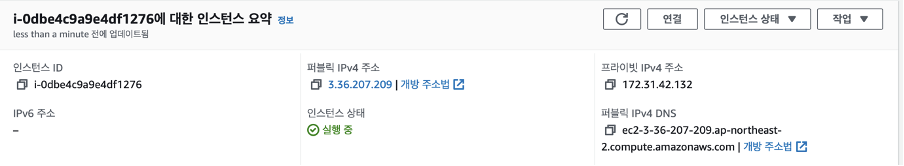 i-0dbe4c9a9e4df1276에 대한 인스턴스 요약 정보
less than a minute 전에 업데이트됨
연결
인스턴스 상태
작업
인스턴스 ID
i-0dbe4c9a9e4df1276
퍼블릭 IPv4 주소
3.36.207.209 | 개방 주소법
프라이빗 IPv4 주소
172.31.42.132
IPv6 주소
–
인스턴스 상태
실행 중
퍼블릭 IPv4 DNS
ec2-3-36-207-209.ap-northeast-
2.compute.amazonaws.com | 개방 주소법